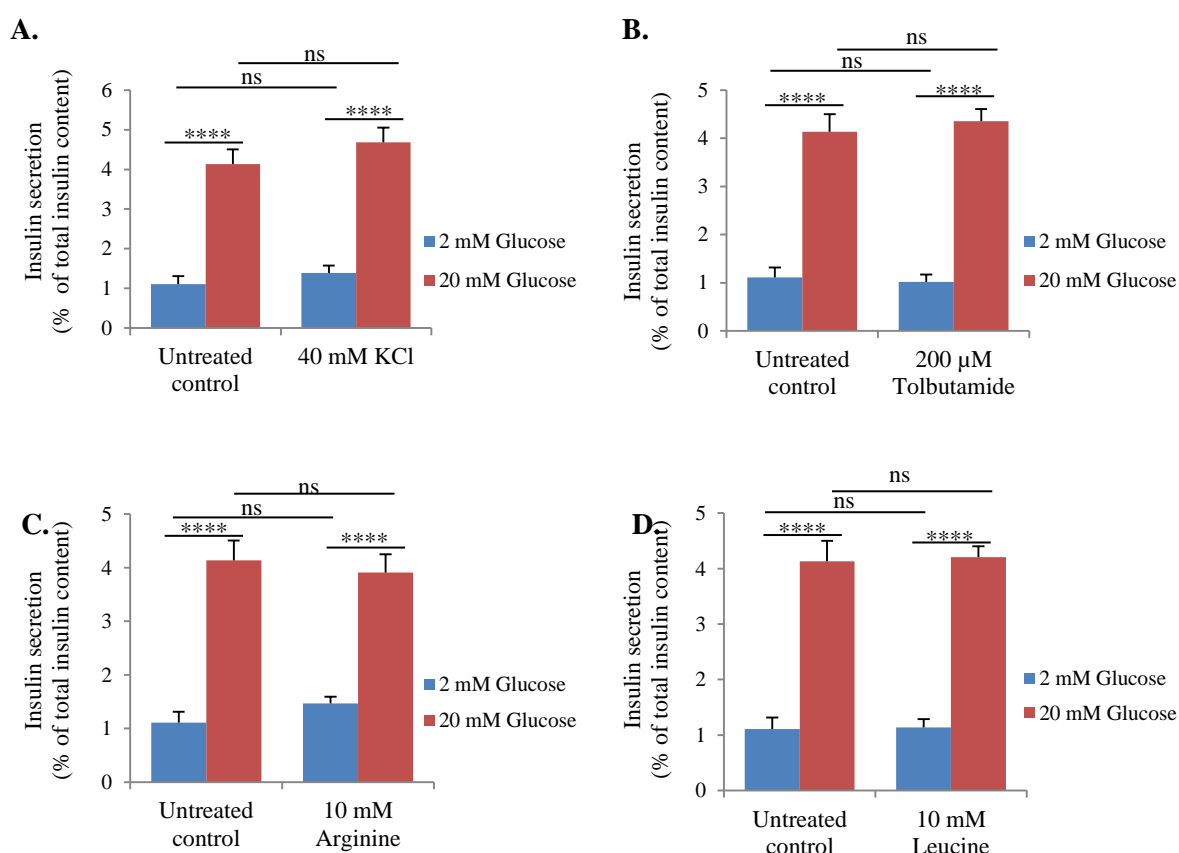 A.
ns
ns
****
****
Insulin secretion
(% of total insulin content)
6
5
4
3
2
1
0
Untreated
control
40 mM KCl
2 mM Glucose
20 mM Glucose
B.
ns
ns
****
****
Insulin secretion
(% of total insulin content)
5
4
3
2
1
0
Untreated
control
200 µM
Tolbutamide
2 mM Glucose
20 mM Glucose
C.
ns
ns
****
****
Insulin secretion
(% of total insulin content)
5
4
3
2
1
0
Untreated
control
10 mM
Arginine
2 mM Glucose
20 mM Glucose
D.
ns
ns
****
****
Insulin secretion
(% of total insulin content)
5
4
3
2
1
0
Untreated
control
10 mM
Leucine
2 mM Glucose
20 mM Glucose